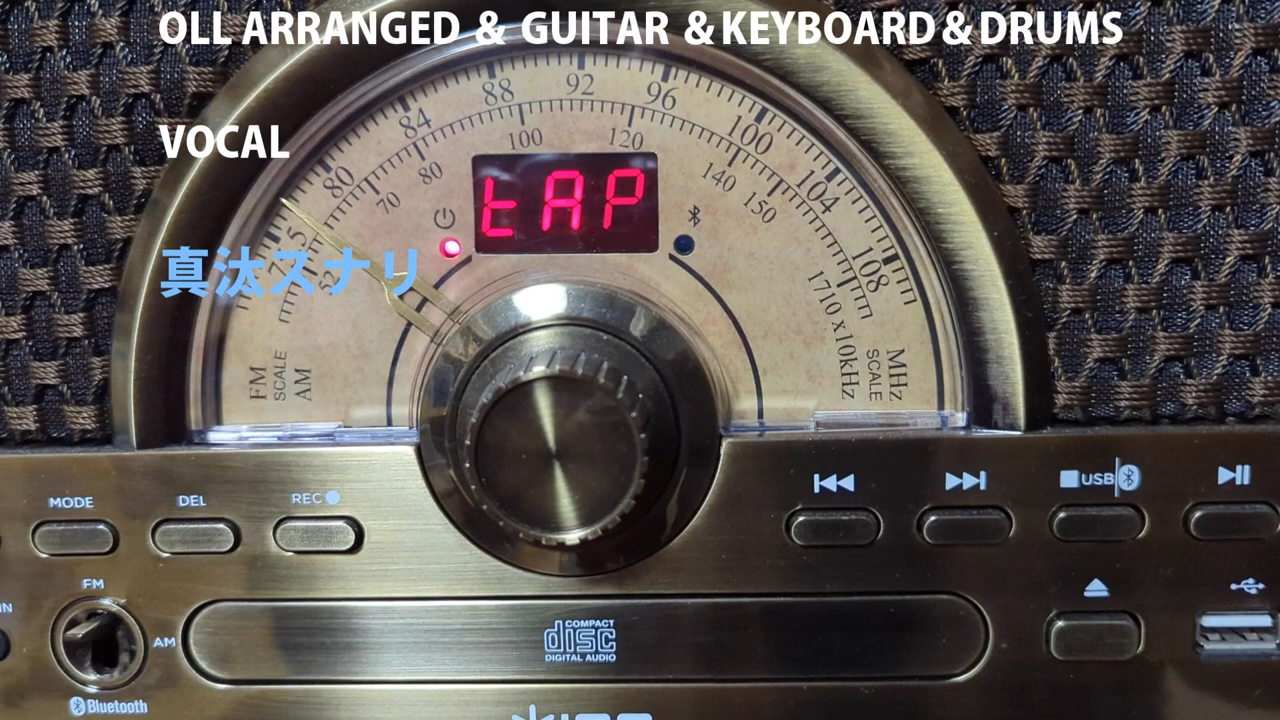 OLL ARRANGED & GUITAR &KEYBOARD&DRUMS
VOCAL
真汰スナリ
80 84 88 92 96 100 104 108
70 80 100 120 140 150 1710 x10kHz
tAP
FM SCALE AM
MHz SCALE
MODE DEL REC
USB
FM
IN
AM
Bluetooth
COMPACT
disc
DIGITAL AUDIO